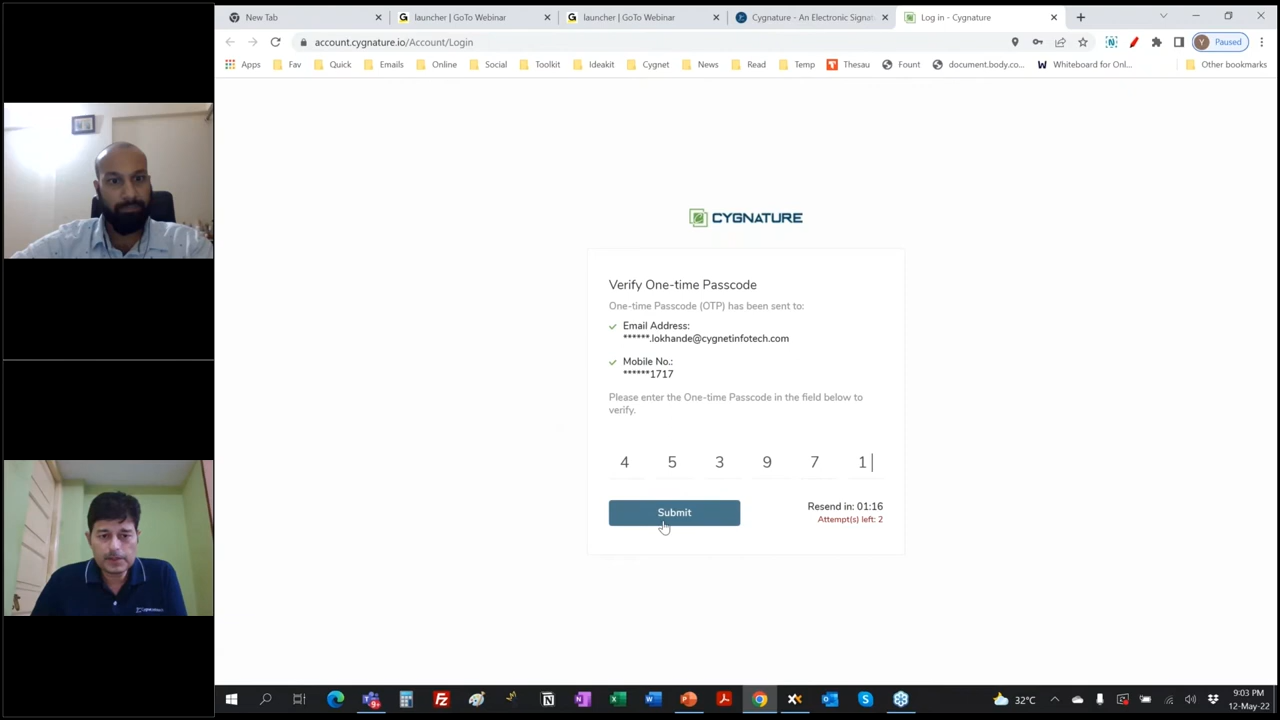 New Tab
launcher | GoTo Webinar
launcher | GoTo Webinar
Cygnature - An Electronic Signat
Log in - Cygnature
account.cygnature.io/Account/Login
Paused
Apps
Fav
Quick
Emails
Online
Social
Toolkit
Ideakit
Cygnet
News
Read
Temp
Thesau
Fount
document.body.co...
Whiteboard for Onl...
Other bookmarks
CYGNATURE
Verify One-time Passcode
One-time Passcode (OTP) has been sent to:
Email Address:
******.lokhande@cygnetinfotech.com
Mobile No.:
******1717
Please enter the One-time Passcode in the field below to
verify.
4 5 3 9 7 1
Submit
Resend in: 01:16
Attempt(s) left: 2
32°C
9:03 PM
12-May-22